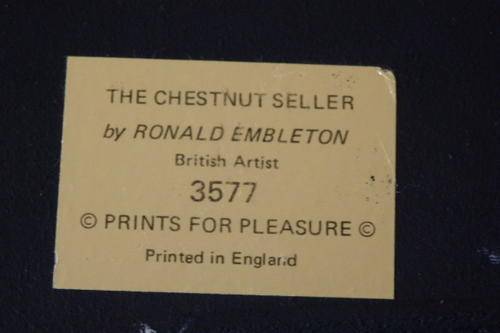 THE CHESTNUT SELLER
by RONALD EMBLETON
British Artist
3577
© PRINTS FOR PLEASURE ©
Printed in England